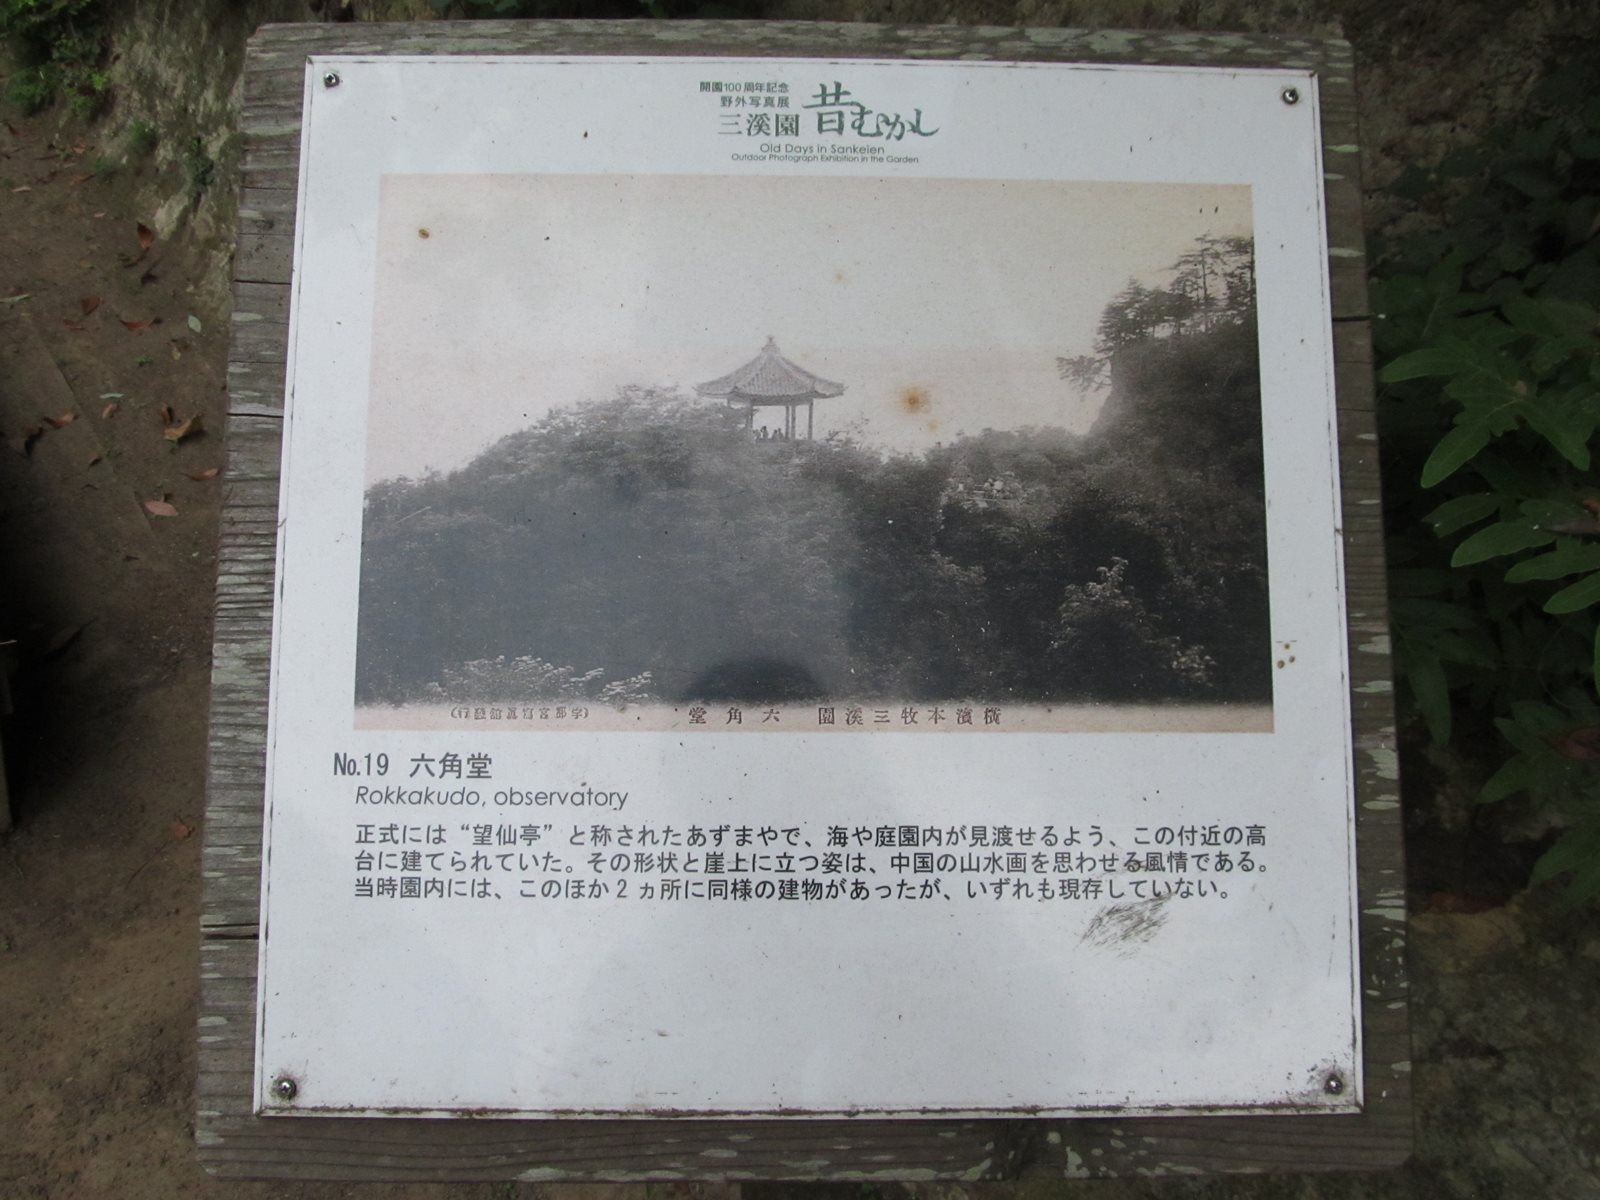 開園100周年記念
野外写真展
三溪園 昔むかし
Old Days in Sankeien
Outdoor Photograph Exhibition in the Garden
堂角六　園溪三牧本濱橫
No.19 六角堂
Rokkakudo, observatory
正式には“望仙亭”と称されたあずまやで、海や庭園内が見渡せるよう、この付近の高
台に建てられていた。その形状と崖上に立つ姿は、中国の山水画を思わせる風情である。
当時園内には、このほか2ヵ所に同様の建物があったが、いずれも現存していない。